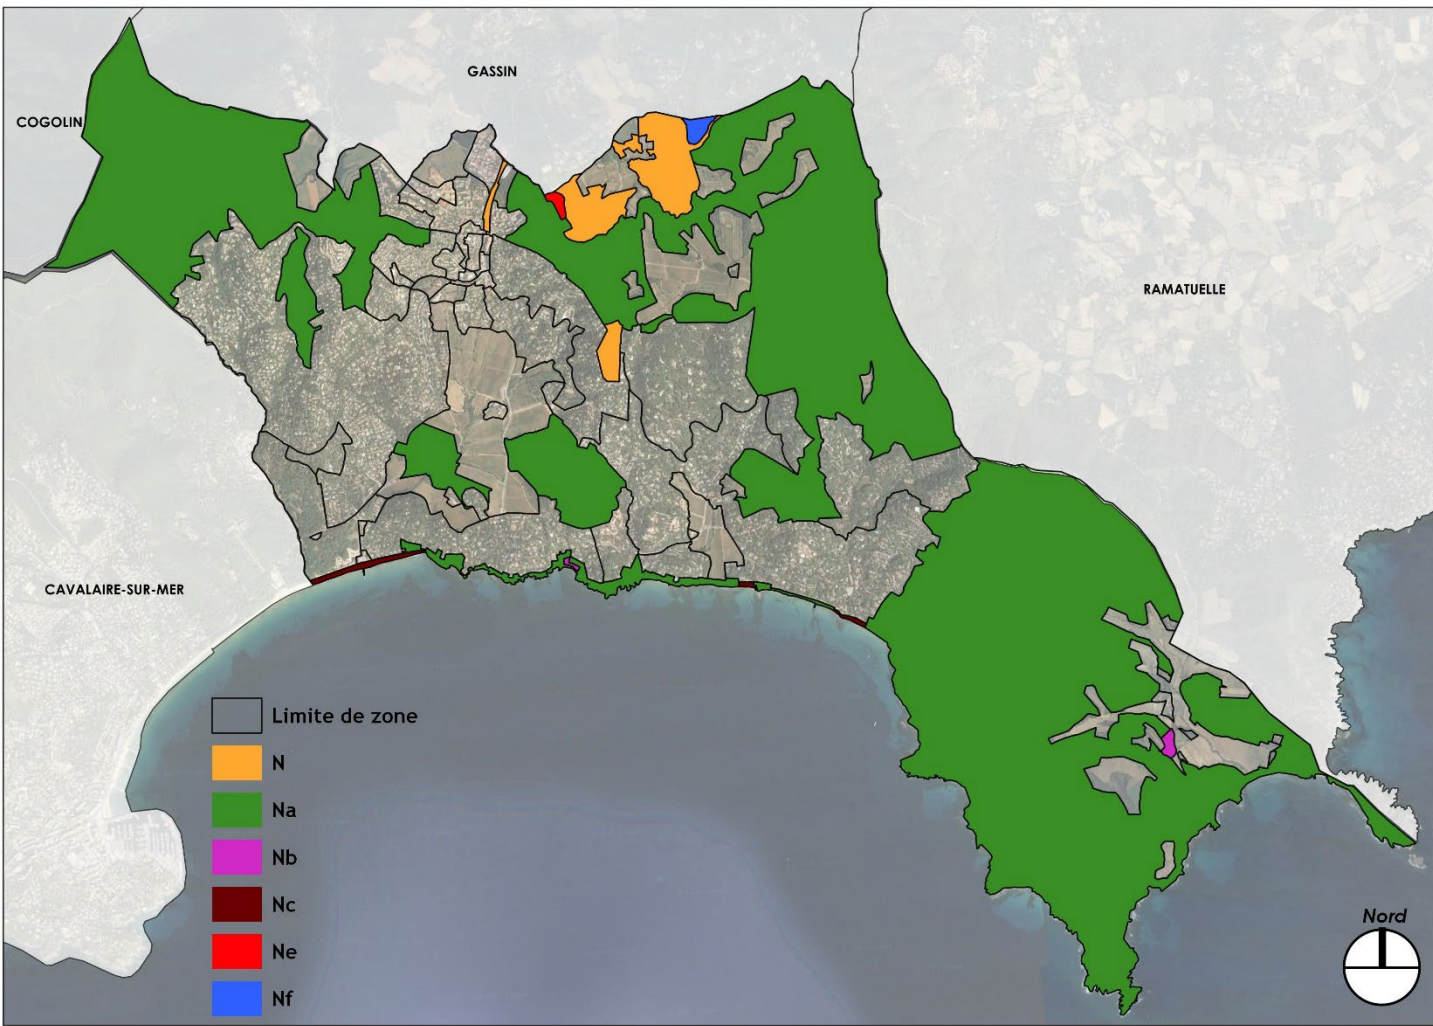 GASSIN
COGOLIN
RAMATUELLE
CAVALAIRE-SUR-MER
Limite de zone
N
Na
Nb
Nc
Ne
Nf
Nord